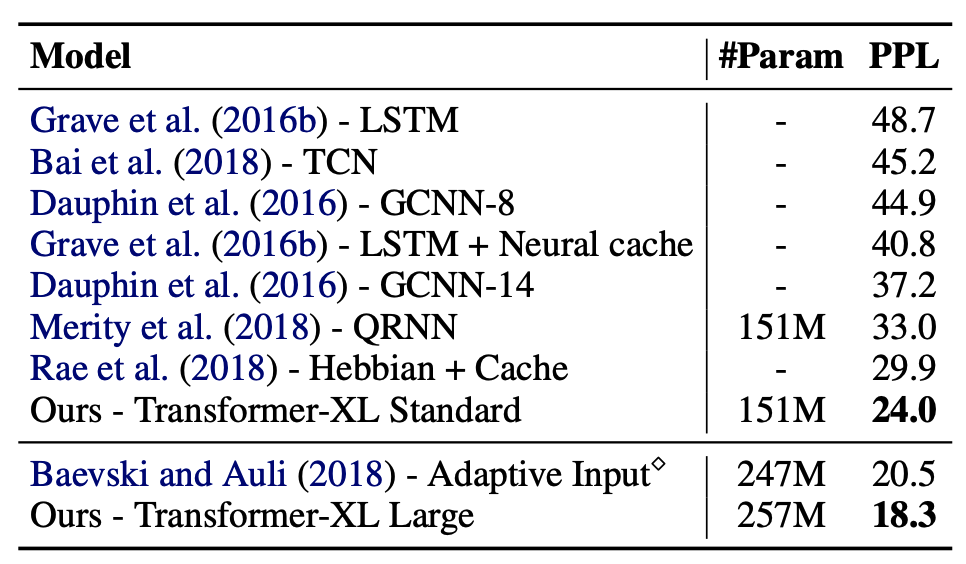 Model #Param PPL
Grave et al. (2016b) - LSTM - 48.7
Bai et al. (2018) - TCN - 45.2
Dauphin et al. (2016) - GCNN-8 - 44.9
Grave et al. (2016b) - LSTM + Neural cache - 40.8
Dauphin et al. (2016) - GCNN-14 - 37.2
Merity et al. (2018) - QRNN 151M 33.0
Rae et al. (2018) - Hebbian + Cache - 29.9
Ours - Transformer-XL Standard 151M 24.0
Baevski and Auli (2018) - Adaptive Input◇ 247M 20.5
Ours - Transformer-XL Large 257M 18.3